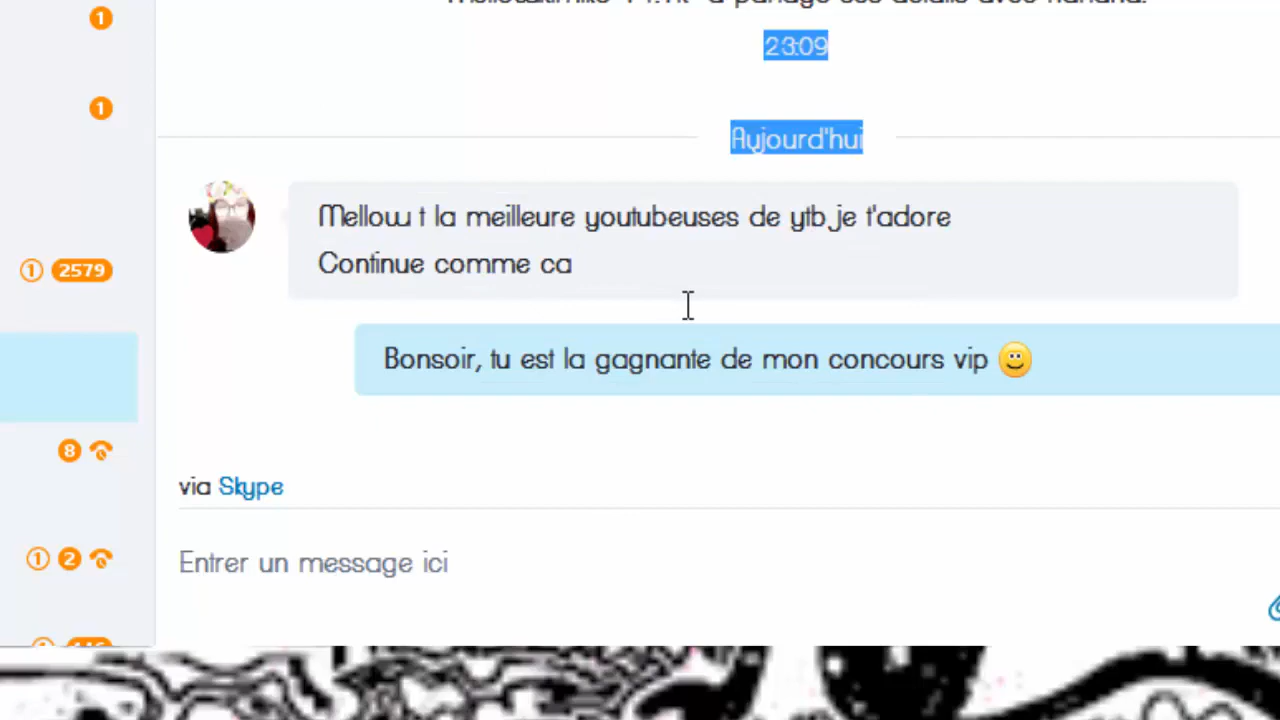 1
23:09
1
Aujourd'hui
Mellow t la meilleure youtubeuses de ytb je t'adore
Continue comme ca
1 2579
Bonsoir, tu est la gagnante de mon concours vip
8
via Skype
1 2
Entrer un message ici